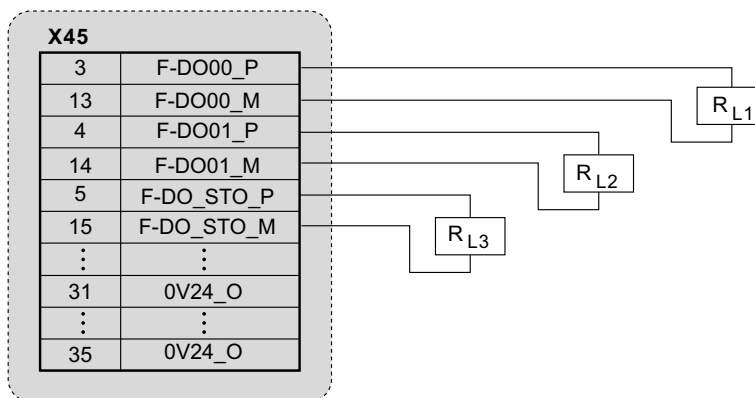 X45
3 F-DO00_P
13 F-DO00_M
4 F-DO01_P
14 F-DO01_M
5 F-DO_STO_P
15 F-DO_STO_M
⋮ ⋮
31 0V24_O
⋮ ⋮
35 0V24_O
RL1
RL2
RL3